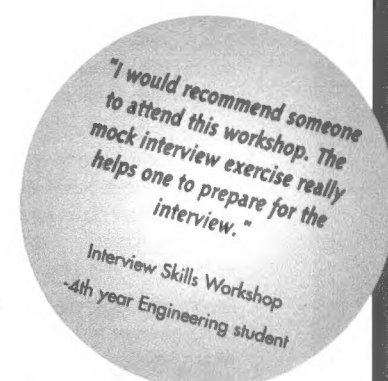 "I would recommend someone
to attend this workshop. The
mock interview exercise really
helps one to prepare for the
interview."
Interview Skills Workshop
-4th year Engineering student